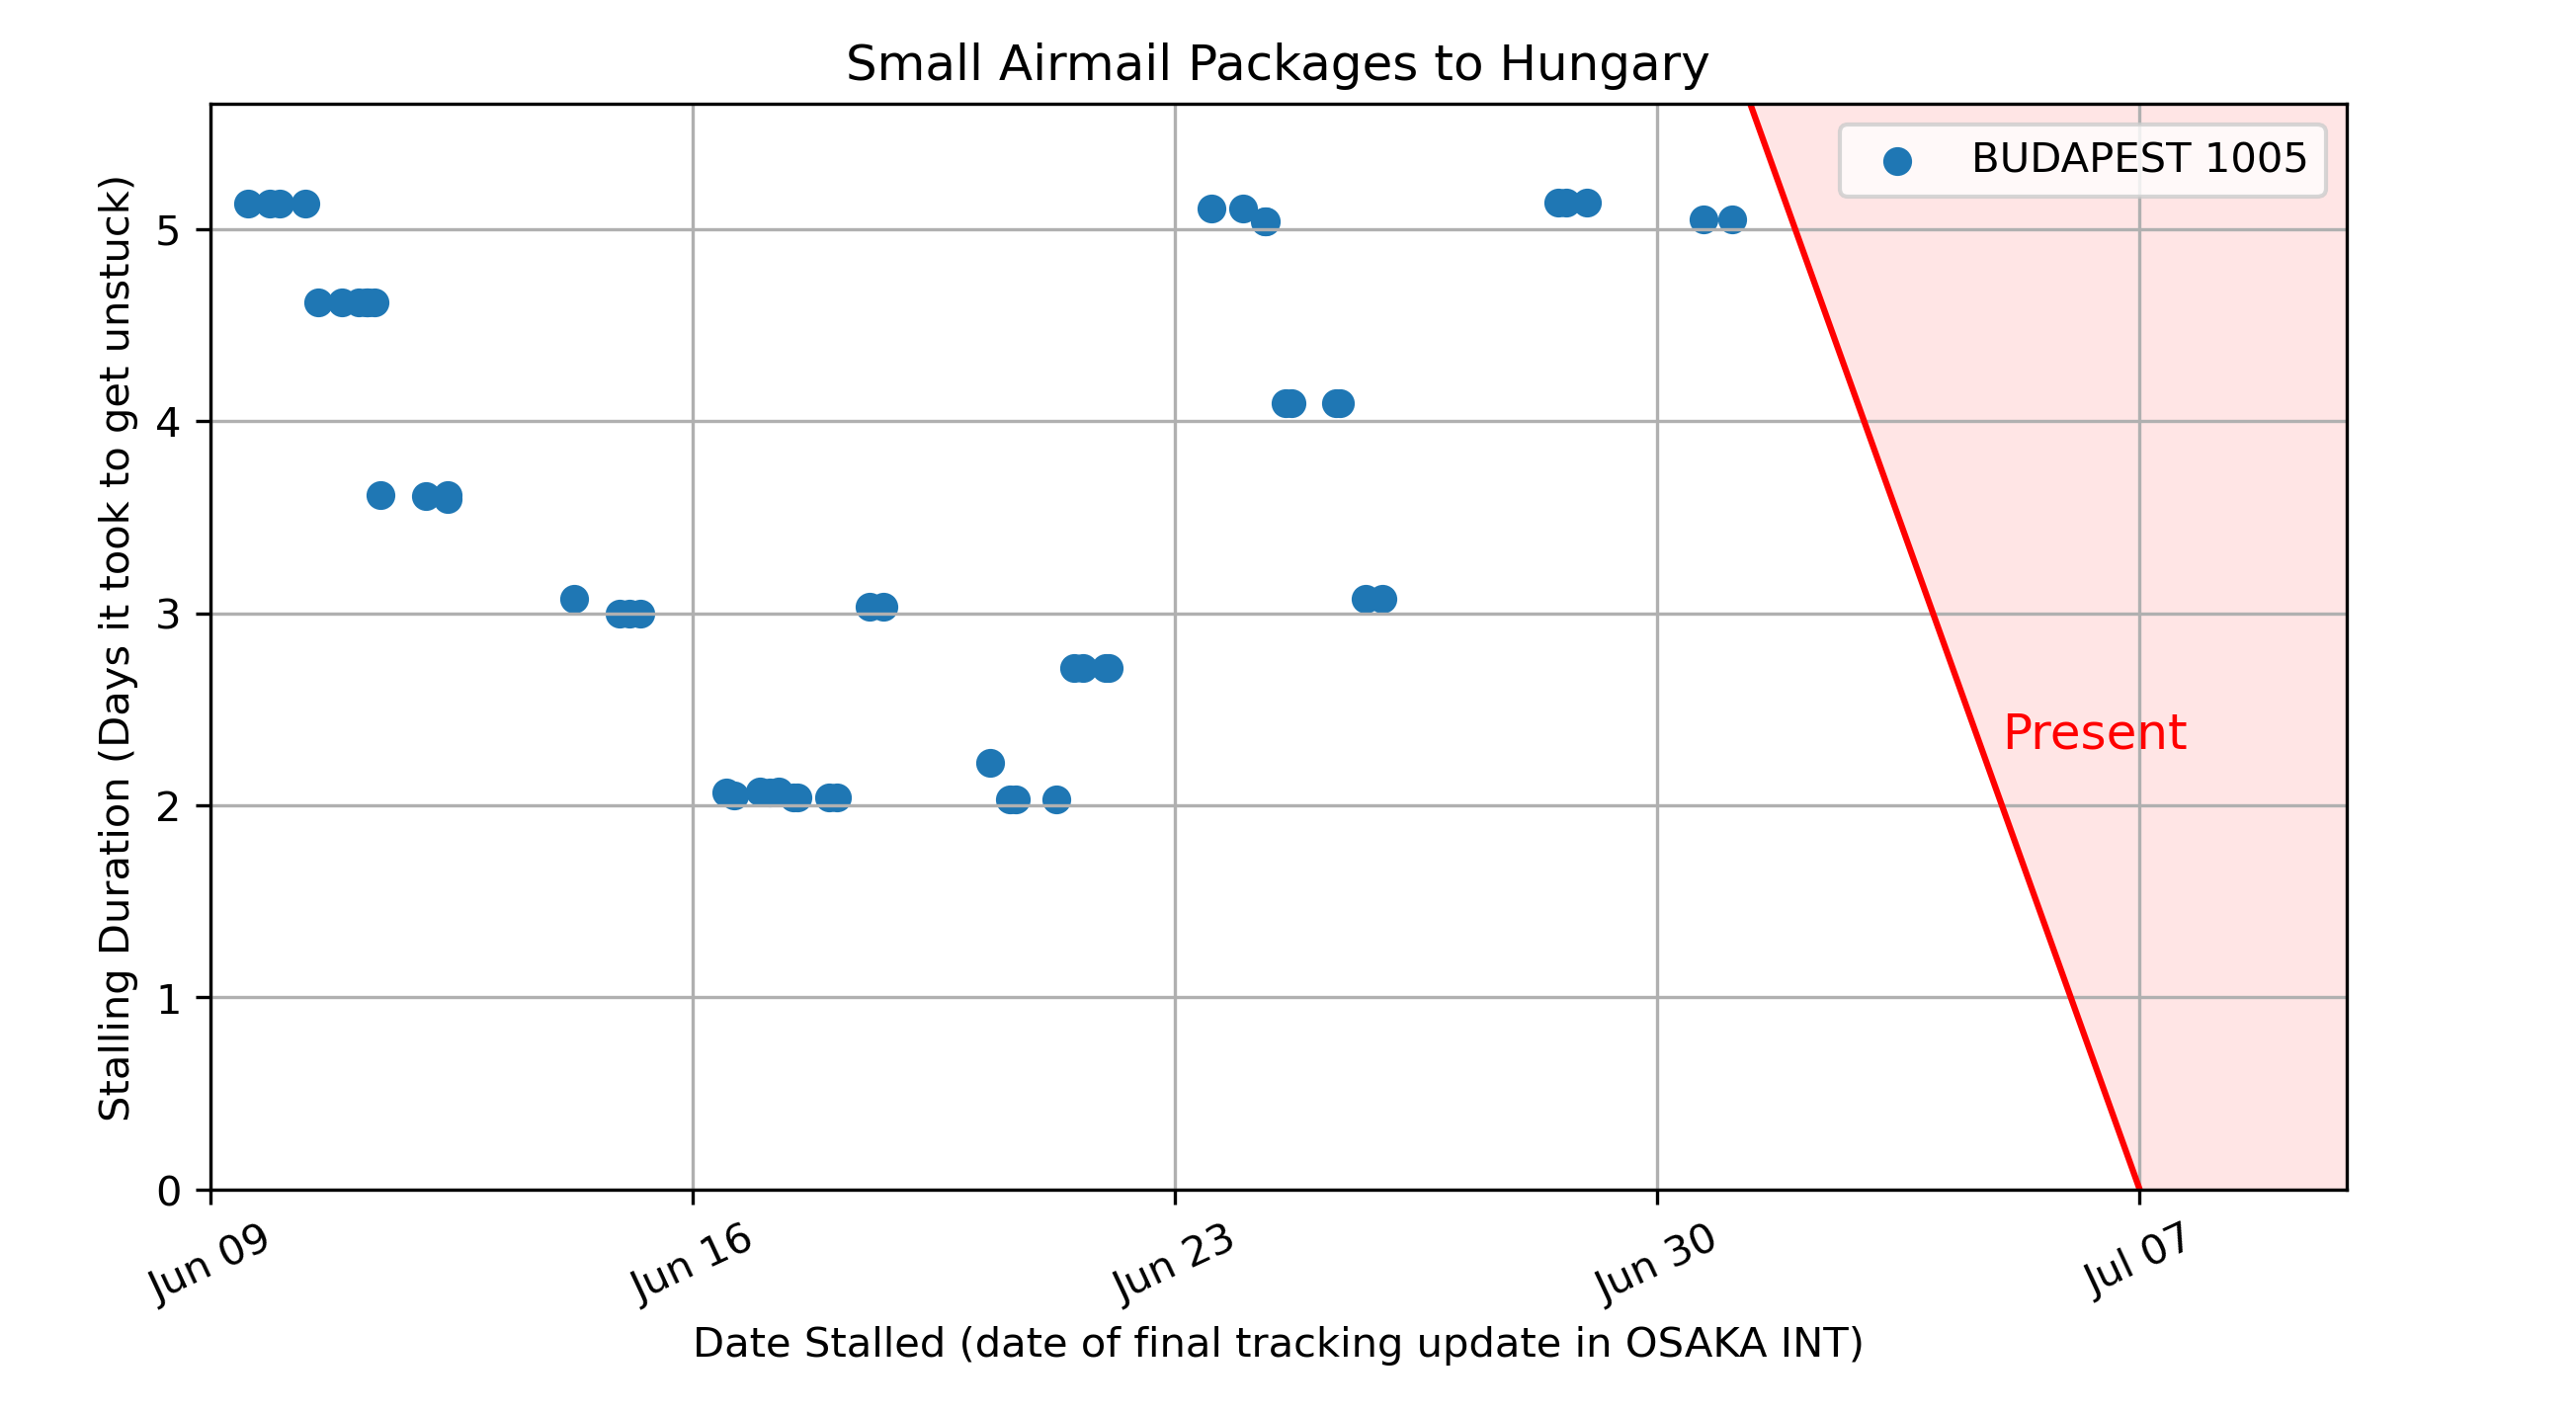 Small Airmail Packages to Hungary
BUDAPEST 1005
Stalling Duration (Days it took to get unstuck)
5
4
3
2
1
0
Present
Jun 09
Jun 16
Jun 23
Jun 30
Jul 07
Date Stalled (date of final tracking update in OSAKA INT)